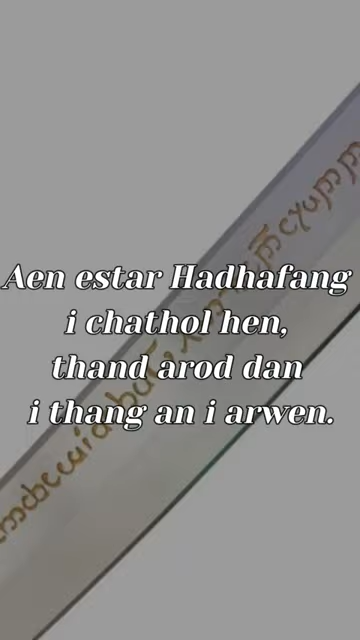 Aen estar Hadhafang
i chathol hen,
thand arod dan
i thang an i arwen.